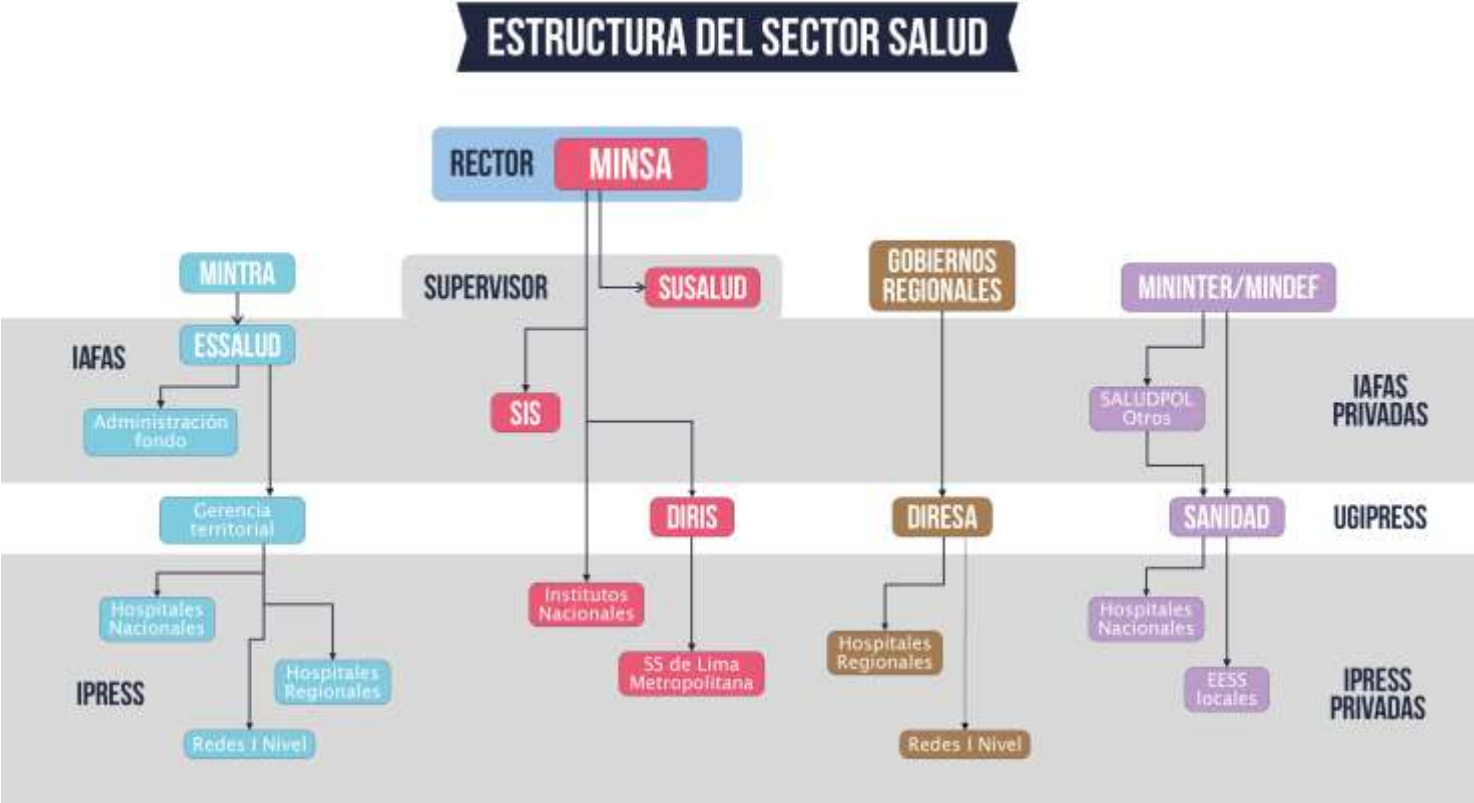 ESTRUCTURA DEL SECTOR SALUD
RECTOR
MINSA
MINTRA
SUPERVISOR
SUSALUD
GOBIERNOS
REGIONALES
MININTER/MINDEF
IAFAS
ESSALUD
Administración
fondo
SIS
SALUDPOL
Otros
IAFAS
PRIVADAS
Gerencia
territorial
DIRIS
DIRESA
SANIDAD
UGIPRESS
Hospitales
Nacionales
Institutos
Nacionales
Hospitales
Regionales
Hospitales
Nacionales
IPRESS
Hospitales
Regionales
SS de Lima
Metropolitana
EESS
locales
IPRESS
PRIVADAS
Redes I Nivel
Redes I Nivel